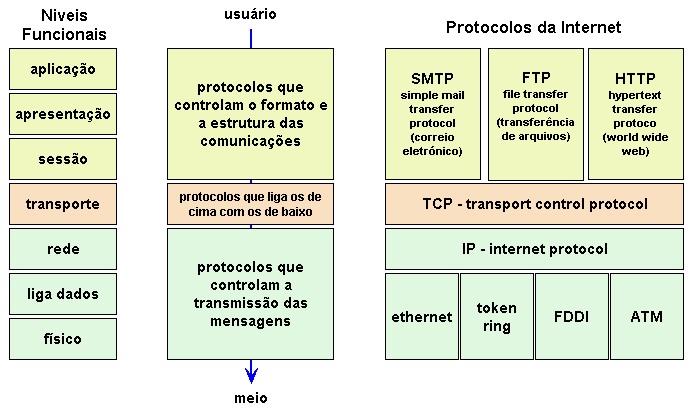 Niveis
Funcionais
aplicação
apresentação
sessão
transporte
rede
liga dados
físico
usuário
protocolos que
controlam o formato e
a estrutura das
comunicações
protocolos que liga os de
cima com os de baixo
protocolos que
controlam a
transmissão das
mensagens
meio
Protocolos da Internet
SMTP
simple mail
transfer
protocol
(correio
eletrónico)
FTP
file transfer
protocol
(transferência
de arquivos)
HTTP
hypertext
transfer
protoco
(world wide
web)
TCP - transport control protocol
IP - internet protocol
ethernet
token
ring
FDDI
ATM